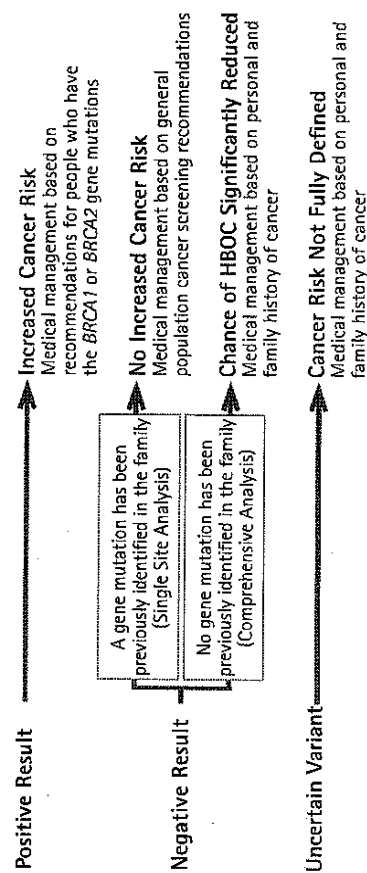 Positive Result
Increased Cancer Risk
Medical management based on
recommendations for people who have
the BRCA1 or BRCA2 gene mutations
Negative Result
A gene mutation has been
previously identified in the family
(Single Site Analysis)
No Increased Cancer Risk
Medical management based on general
population cancer screening recommendations
No gene mutation has been
previously identified in the family
(Comprehensive Analysis)
Chance of HBOC Significantly Reduced
Medical management based on personal and
family history of cancer
Uncertain Variant
Cancer Risk Not Fully Defined
Medical management based on personal and
family history of cancer